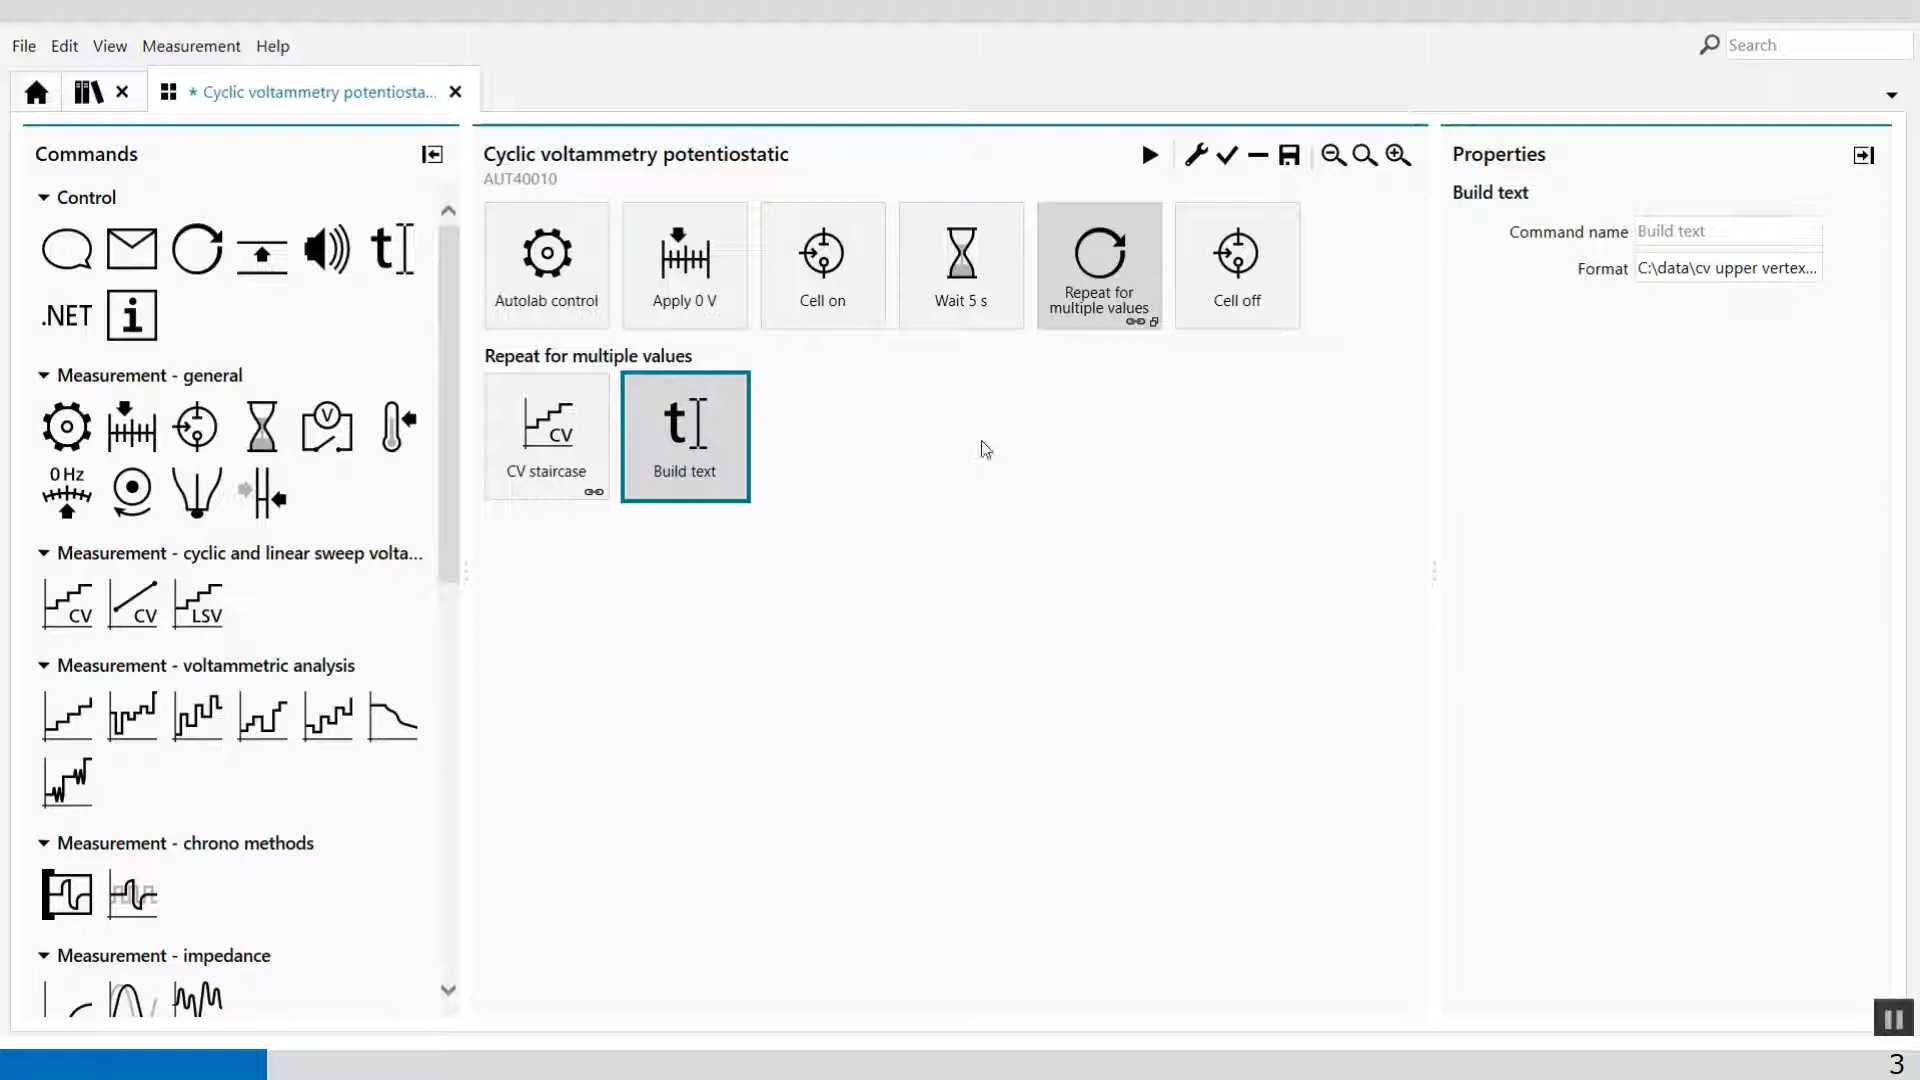 File Edit View Measurement Help
Search
* Cyclic voltammetry potentiosta...
Commands
Control
t
.NET
i
Measurement - general
V
0 Hz
Measurement - cyclic and linear sweep volta...
CV CV LSV
Measurement - voltammetric analysis
Measurement - chrono methods
Measurement - impedance
Cyclic voltammetry potentiostatic
AUT40010
Autolab control
Apply 0 V
Cell on
Wait 5 s
Repeat for
multiple values
Cell off
Repeat for multiple values
CV
CV staircase
t
Build text
Properties
Build text
Command name Build text
Format C:\data\cv upper vertex...
3